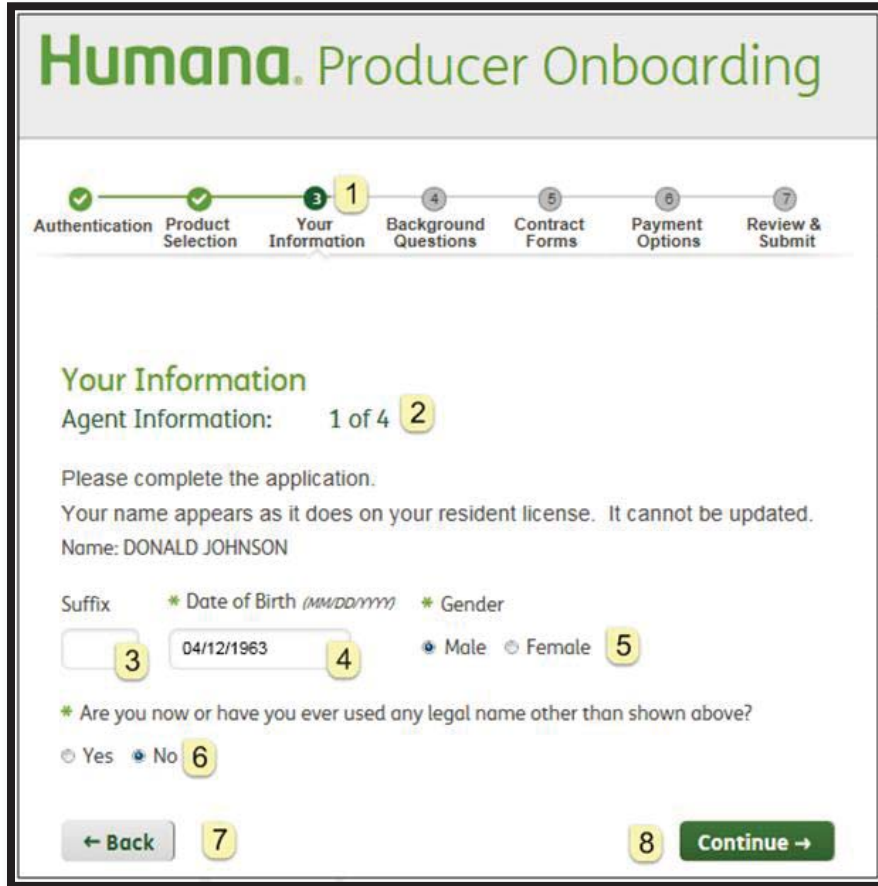 Humana. Producer Onboarding
3 1 4 5 6 7
Authentication Product Selection Your Information Background Questions Contract Forms Payment Options Review & Submit
Your Information
Agent Information: 1 of 4 2
Please complete the application.
Your name appears as it does on your resident license. It cannot be updated.
Name: DONALD JOHNSON
Suffix * Date of Birth (MM/DD/YYYY) * Gender
3 04/12/1963 4 Male Female 5
* Are you now or have you ever used any legal name other than shown above?
Yes No 6
← Back 7 8 Continue →